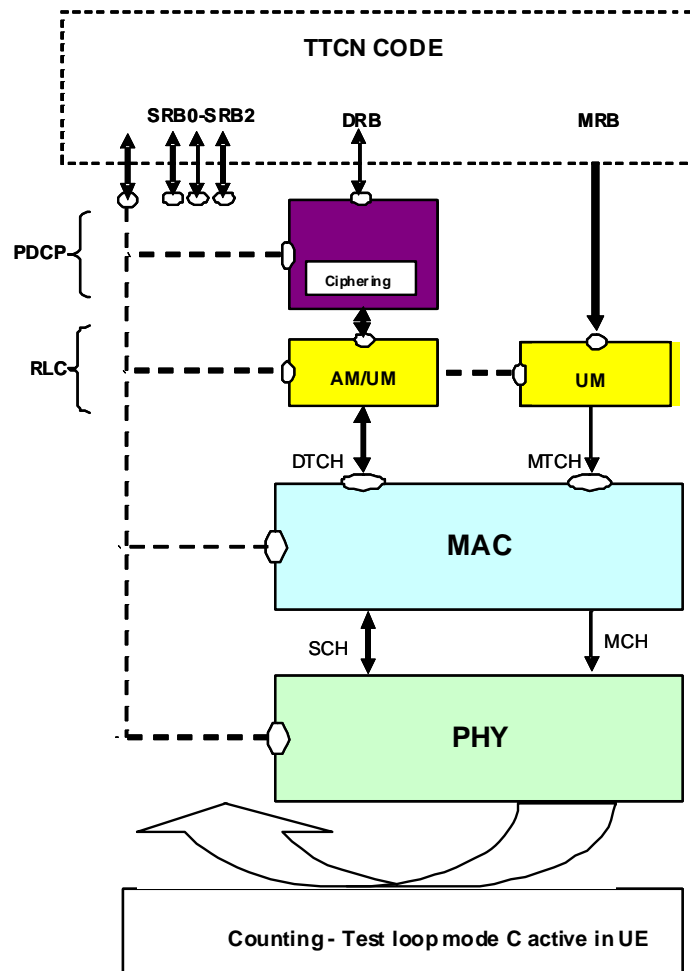 TTCN CODE
SRB0-SRB2
DRB
MRB
PDCP
Ciphering
RLC
AM/UM
UM
DTCH
MTCH
MAC
SCH
MCH
PHY
Counting - Test loop mode C active in UE